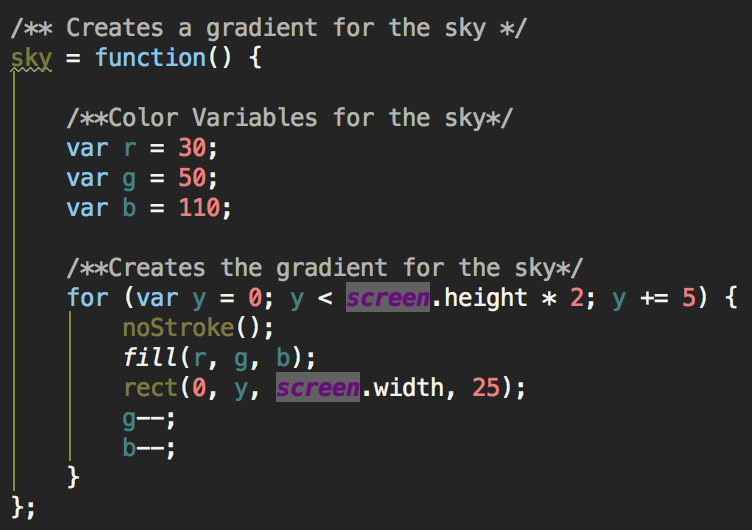 /** Creates a gradient for the sky */
sky = function() {
/**Color Variables for the sky*/
var r = 30;
var g = 50;
var b = 110;
/**Creates the gradient for the sky*/
for (var y = 0; y < screen.height * 2; y += 5) {
noStroke();
fill(r, g, b);
rect(0, y, screen.width, 25);
g--;
b--;
}
};